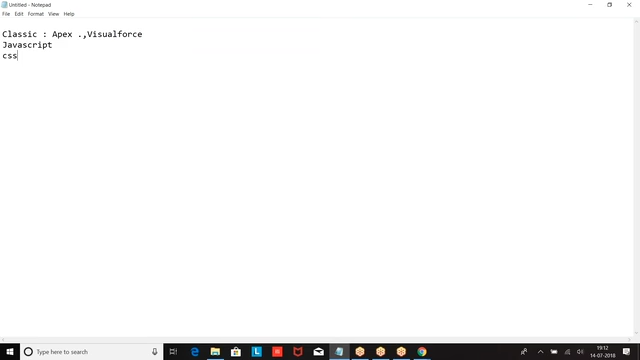 Untitled - Notepad
File Edit Format View Help
Classic : Apex .,Visualforce
Javascript
css
Type here to search
19:12
14-07-2018